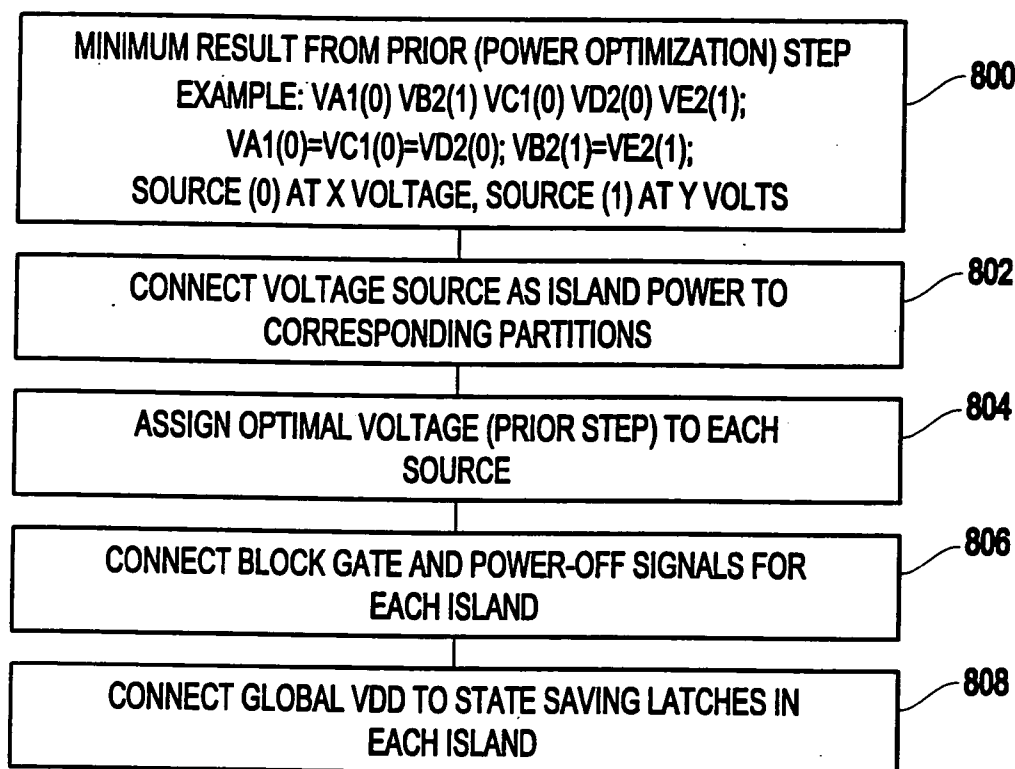 MINIMUM RESULT FROM PRIOR (POWER OPTIMIZATION) STEP
EXAMPLE: VA1(0) VB2(1) VC1(0) VD2(0) VE2(1);
VA1(0)=VC1(0)=VD2(0); VB2(1)=VE2(1);
SOURCE (0) AT X VOLTAGE, SOURCE (1) AT Y VOLTS
800
CONNECT VOLTAGE SOURCE AS ISLAND POWER TO
CORRESPONDING PARTITIONS
802
ASSIGN OPTIMAL VOLTAGE (PRIOR STEP) TO EACH
SOURCE
804
CONNECT BLOCK GATE AND POWER-OFF SIGNALS FOR
EACH ISLAND
806
CONNECT GLOBAL VDD TO STATE SAVING LATCHES IN
EACH ISLAND
808